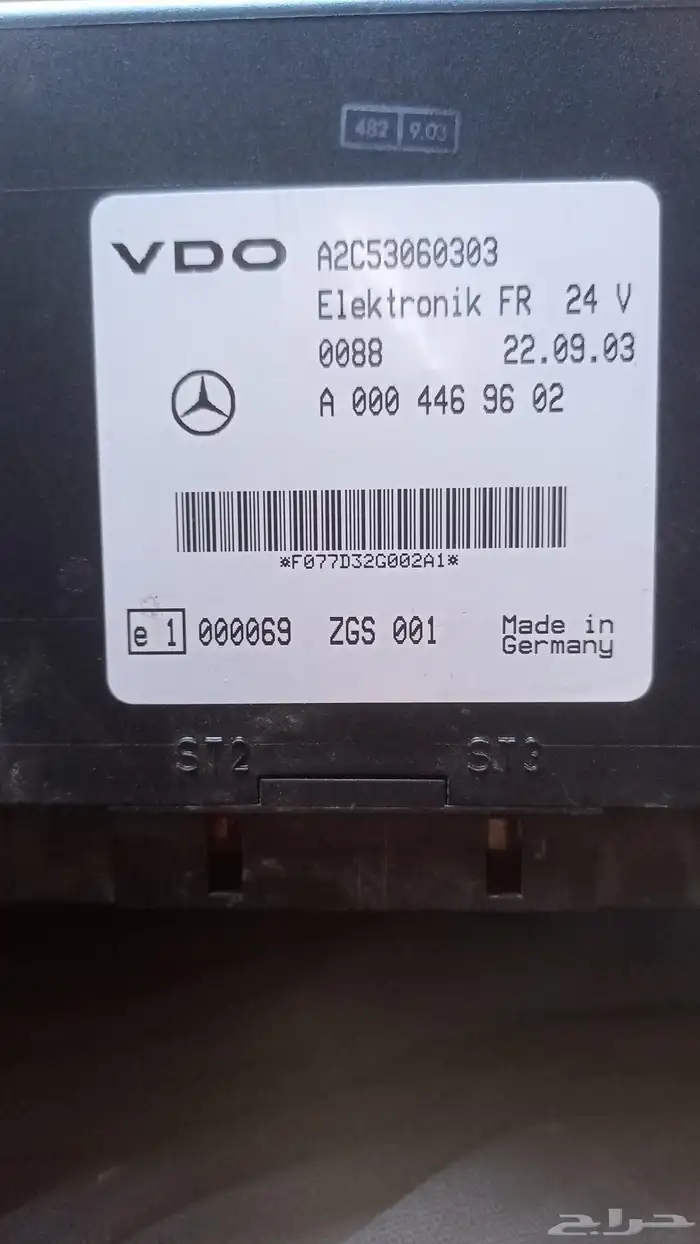 482 9.03
VDO A2C53060303
Elektronik FR 24 V
0088 22.09.03
A 000 446 96 02
*F077D32G002A1*
e 1 000069 ZGS 001 Made in
Germany
ST2 ST3
حراج